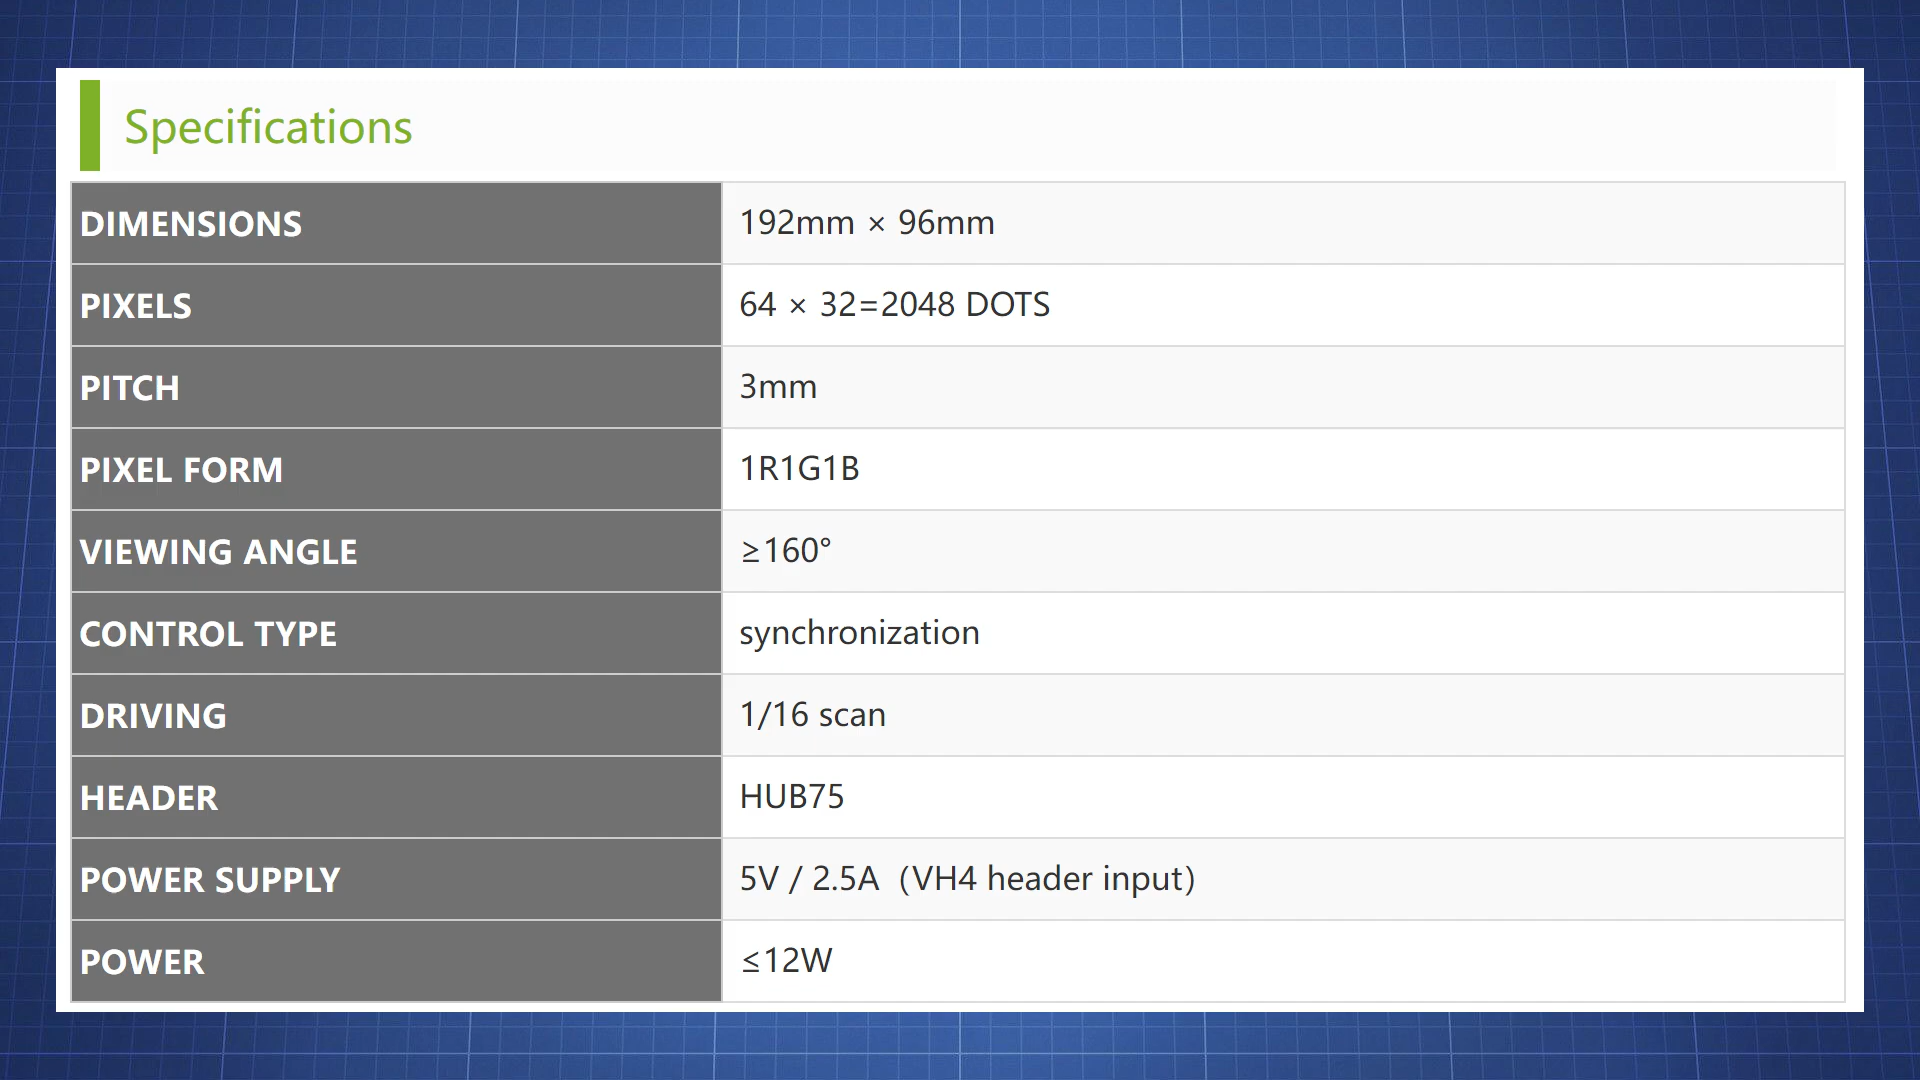 Specifications
DIMENSIONS 192mm × 96mm
PIXELS 64 × 32=2048 DOTS
PITCH 3mm
PIXEL FORM 1R1G1B
VIEWING ANGLE ≥160°
CONTROL TYPE synchronization
DRIVING 1/16 scan
HEADER HUB75
POWER SUPPLY 5V / 2.5A（VH4 header input）
POWER ≤12W